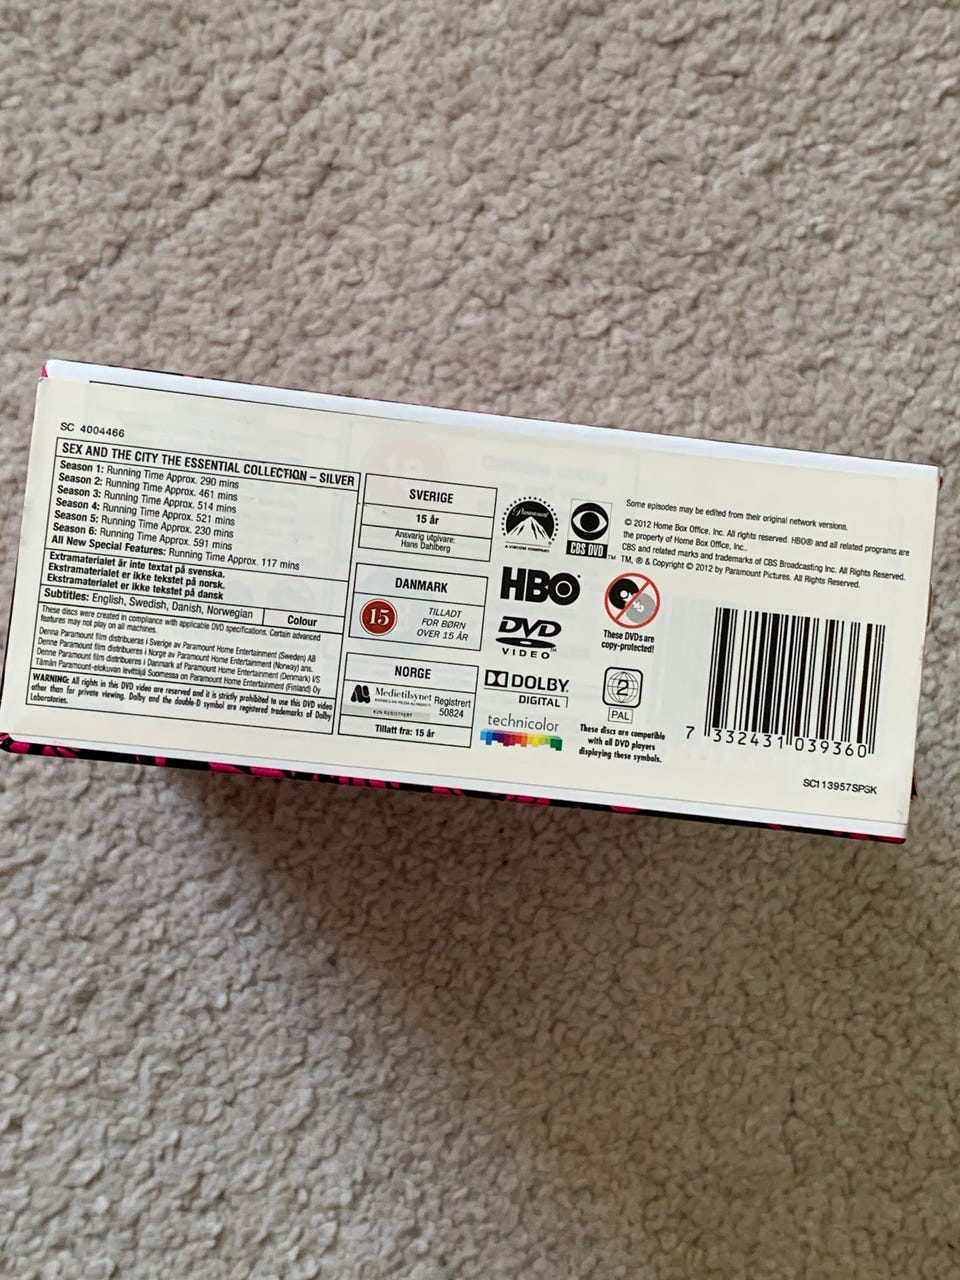 SC 4004466
SEX AND THE CITY THE ESSENTIAL COLLECTION – SILVER
Season 1: Running Time Approx. 290 mins
Season 2: Running Time Approx. 461 mins
Season 3: Running Time Approx. 514 mins
Season 4: Running Time Approx. 521 mins
Season 5: Running Time Approx. 230 mins
Season 6: Running Time Approx. 591 mins
All New Special Features: Running Time Approx. 117 mins
Extramaterialet är inte textat på svenska.
Ekstramaterialet er ikke tekstet på norsk.
Ekstramaterialet er ikke tekstet på dansk
Subtitles: English, Swedish, Danish, Norwegian
Colour
These discs were created in compliance with applicable DVD specifications. Certain advanced
features may not play on all machines.
Denna Paramount film distribueras i Sverige av Paramount Home Entertainment (Sweden) AB
Denne Paramount film distribueres i Norge av Paramount Home Entertainment (Norway) ans.
Denne Paramount film distribueres i Danmark af Paramount Home Entertainment (Denmark) I/S
Tämän Paramount-elokuvan levittäjä Suomessa on Paramount Home Entertainment (Finland) Oy
WARNING: All rights in this DVD video are reserved and it is strictly prohibited to use this DVD video
other than for private viewing. Dolby and the double-D symbol are registered trademarks of Dolby
Laboratories.
SVERIGE
15 år
Ansvarig utgivare:
Hans Dahlberg
DANMARK
15
TILLADT
FOR BØRN
OVER 15 ÅR
NORGE
Medietilsynet
NORWEGIAN MEDIA AUTHORITY
Registrert
50824
Tillatt fra: 15 år
Paramount
A VIACOM COMPANY
CBS DVD™
HBO®
DVD
VIDEO™
DOLBY
DIGITAL
technicolor
These DVDs are
copy-protected!
2
PAL
These discs are compatible
with all DVD players
displaying these symbols.
Some episodes may be edited from their original network versions.
© 2012 Home Box Office, Inc. All rights reserved. HBO® and all related programs are
the property of Home Box Office, Inc..
CBS and related marks and trademarks of CBS Broadcasting Inc. All Rights Reserved.
TM, ® & Copyright © 2012 by Paramount Pictures. All Rights Reserved.
7 332431 039360
SC113957SPSK